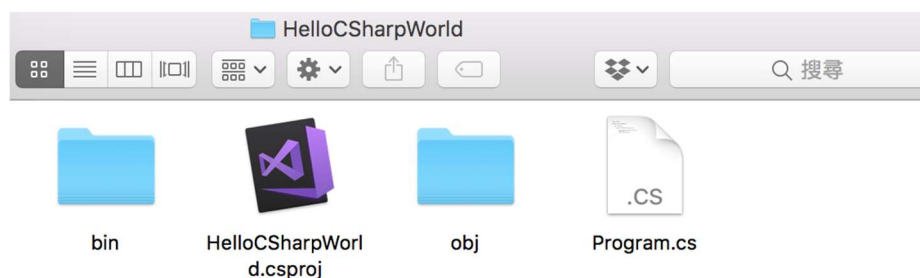 HelloCSharpWorld
搜尋
.CS
bin
HelloCSharpWorl
d.csproj
obj
Program.cs